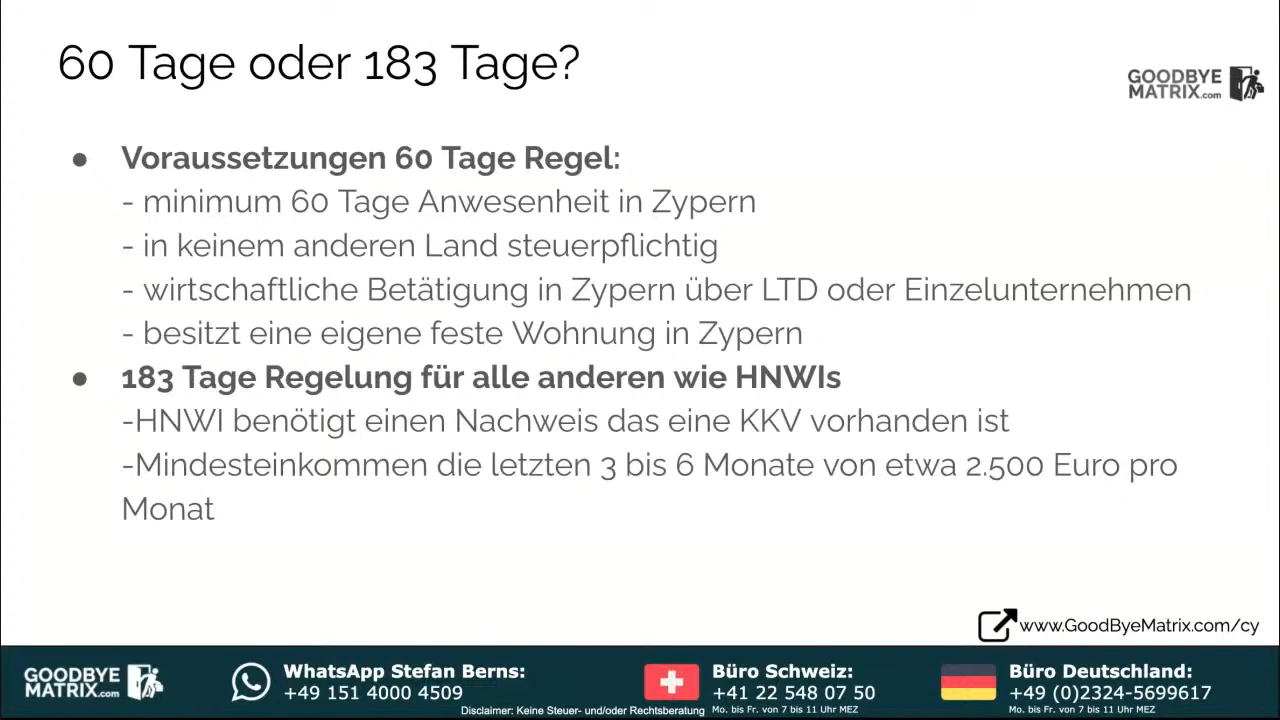 60 Tage oder 183 Tage?
GOODBYE
MATRIX.com
● Voraussetzungen 60 Tage Regel:
- minimum 60 Tage Anwesenheit in Zypern
- in keinem anderen Land steuerpflichtig
- wirtschaftliche Betätigung in Zypern über LTD oder Einzelunternehmen
- besitzt eine eigene feste Wohnung in Zypern
● 183 Tage Regelung für alle anderen wie HNWIs
-HNWI benötigt einen Nachweis das eine KKV vorhanden ist
-Mindesteinkommen die letzten 3 bis 6 Monate von etwa 2.500 Euro pro
Monat
www.GoodByeMatrix.com/cy
GOODBYE
MATRIX.com
WhatsApp Stefan Berns:
+49 151 4000 4509
Disclaimer: Keine Steuer- und/oder Rechtsberatung
Büro Schweiz:
+41 22 548 07 50
Mo. bis Fr. von 7 bis 11 Uhr MEZ
Büro Deutschland:
+49 (0)2324-5699617
Mo. bis Fr. von 7 bis 11 Uhr MEZ